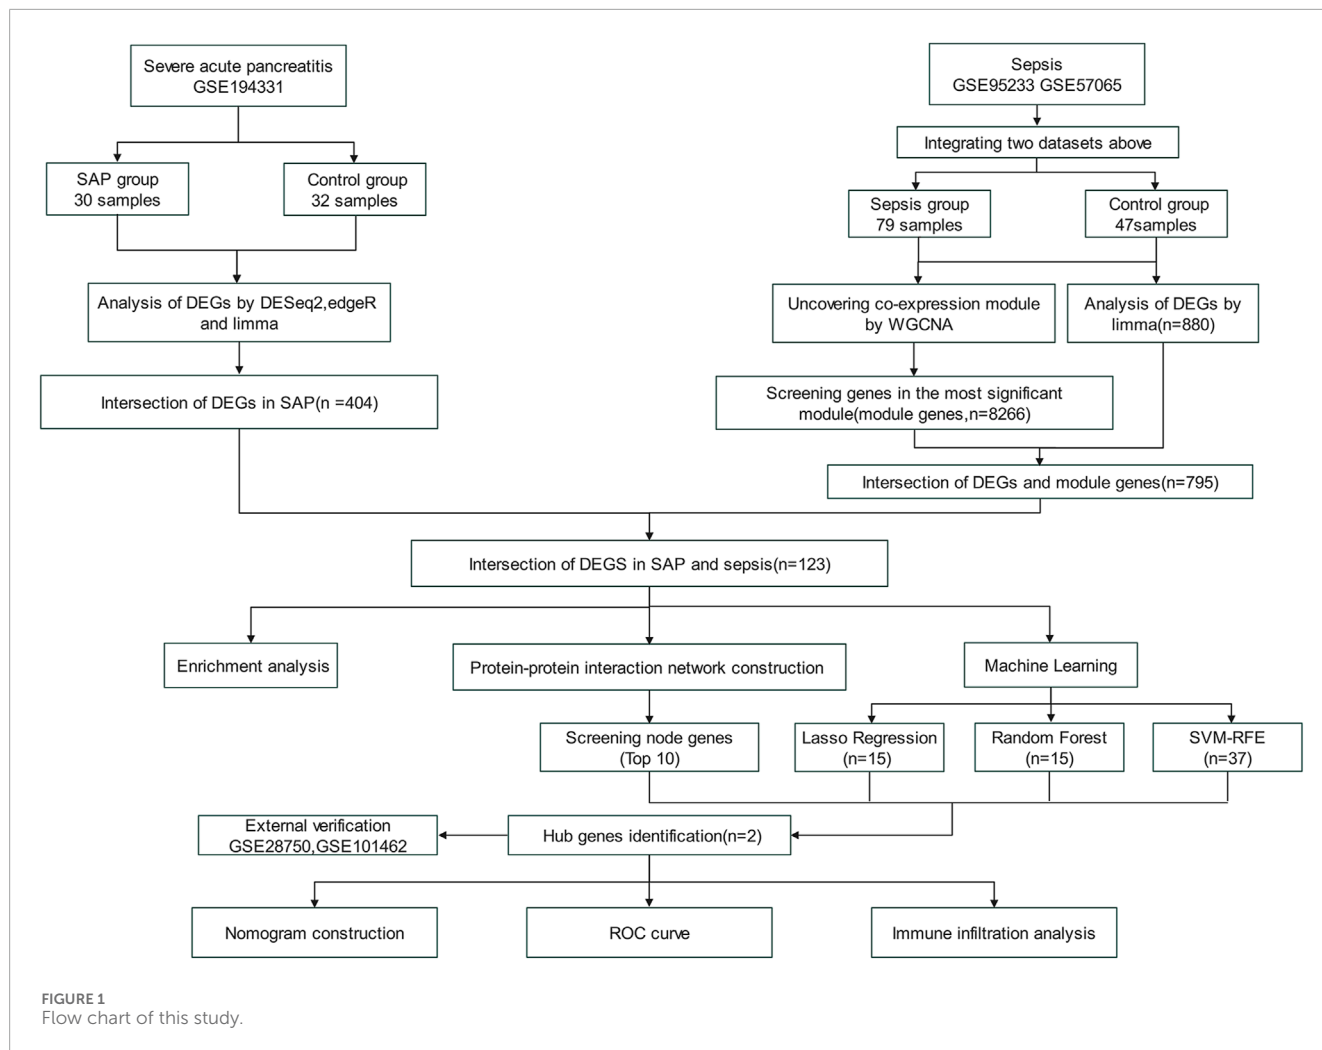 Severe acute pancreatitis
GSE194331
Sepsis
GSE95233 GSE57065
Integrating two datasets above
SAP group
30 samples
Control group
32 samples
Sepsis group
79 samples
Control group
47samples
Analysis of DEGs by DESeq2,edgeR
and limma
Uncovering co-expression module
by WGCNA
Analysis of DEGs by
limma(n=880)
Intersection of DEGs in SAP(n =404)
Screening genes in the most significant
module(module genes,n=8266)
Intersection of DEGs and module genes(n=795)
Intersection of DEGS in SAP and sepsis(n=123)
Enrichment analysis
Protein-protein interaction network construction
Machine Learning
Screening node genes
(Top 10)
Lasso Regression
(n=15)
Random Forest
(n=15)
SVM-RFE
(n=37)
External verification
GSE28750,GSE101462
Hub genes identification(n=2)
Nomogram construction
ROC curve
Immune infiltration analysis
FIGURE 1
Flow chart of this study.